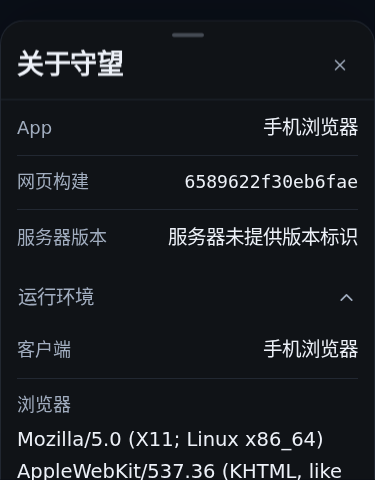 关于守望
App 手机浏览器
网页构建 6589622f30eb6fae
服务器版本 服务器未提供版本标识
运行环境
客户端 手机浏览器
浏览器
Mozilla/5.0 (X11; Linux x86_64)
AppleWebKit/537.36 (KHTML, like